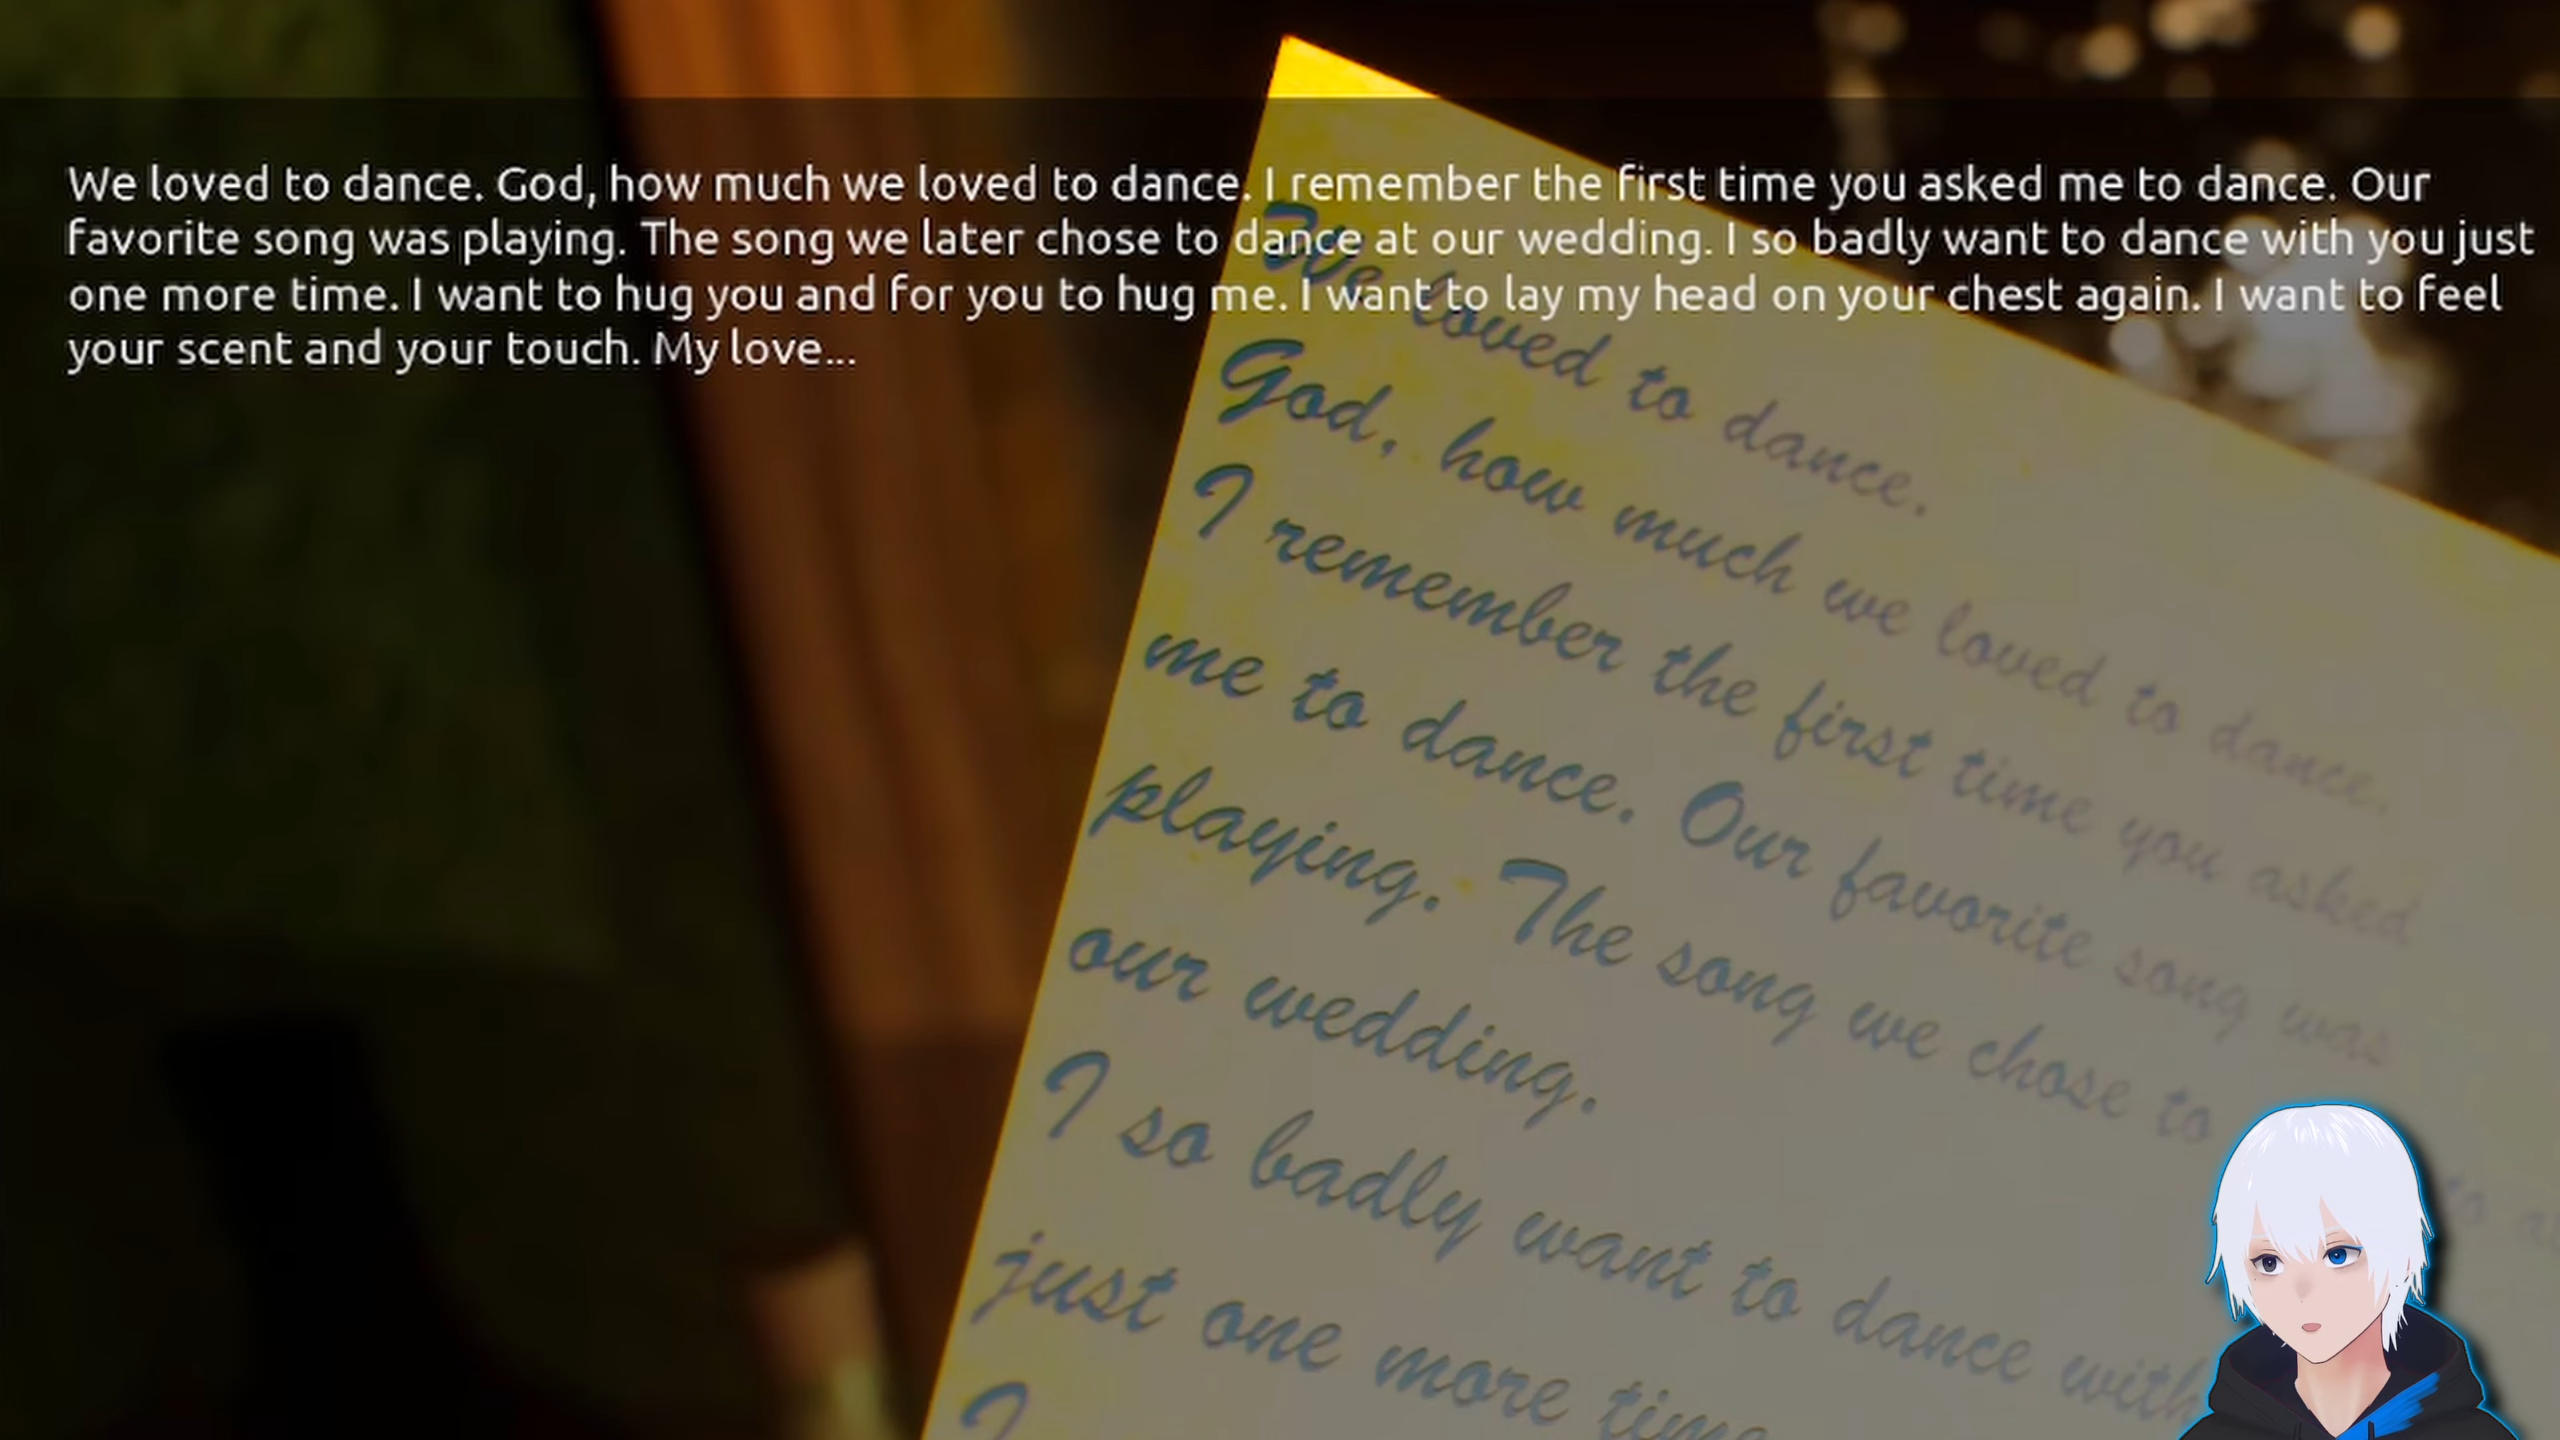 We loved to dance. God, how much we loved to dance. I remember the first time you asked me to dance. Our
favorite song was playing. The song we later chose to dance at our wedding. I so badly want to dance with you just
one more time. I want to hug you and for you to hug me. I want to lay my head on your chest again. I want to feel
your scent and your touch. My love...
We loved to dance.
God, how much we loved to dance.
I remember the first time you asked
me to dance. Our favorite song was
playing. The song we chose to
our wedding.
I so badly want to dance with
just one more time
I